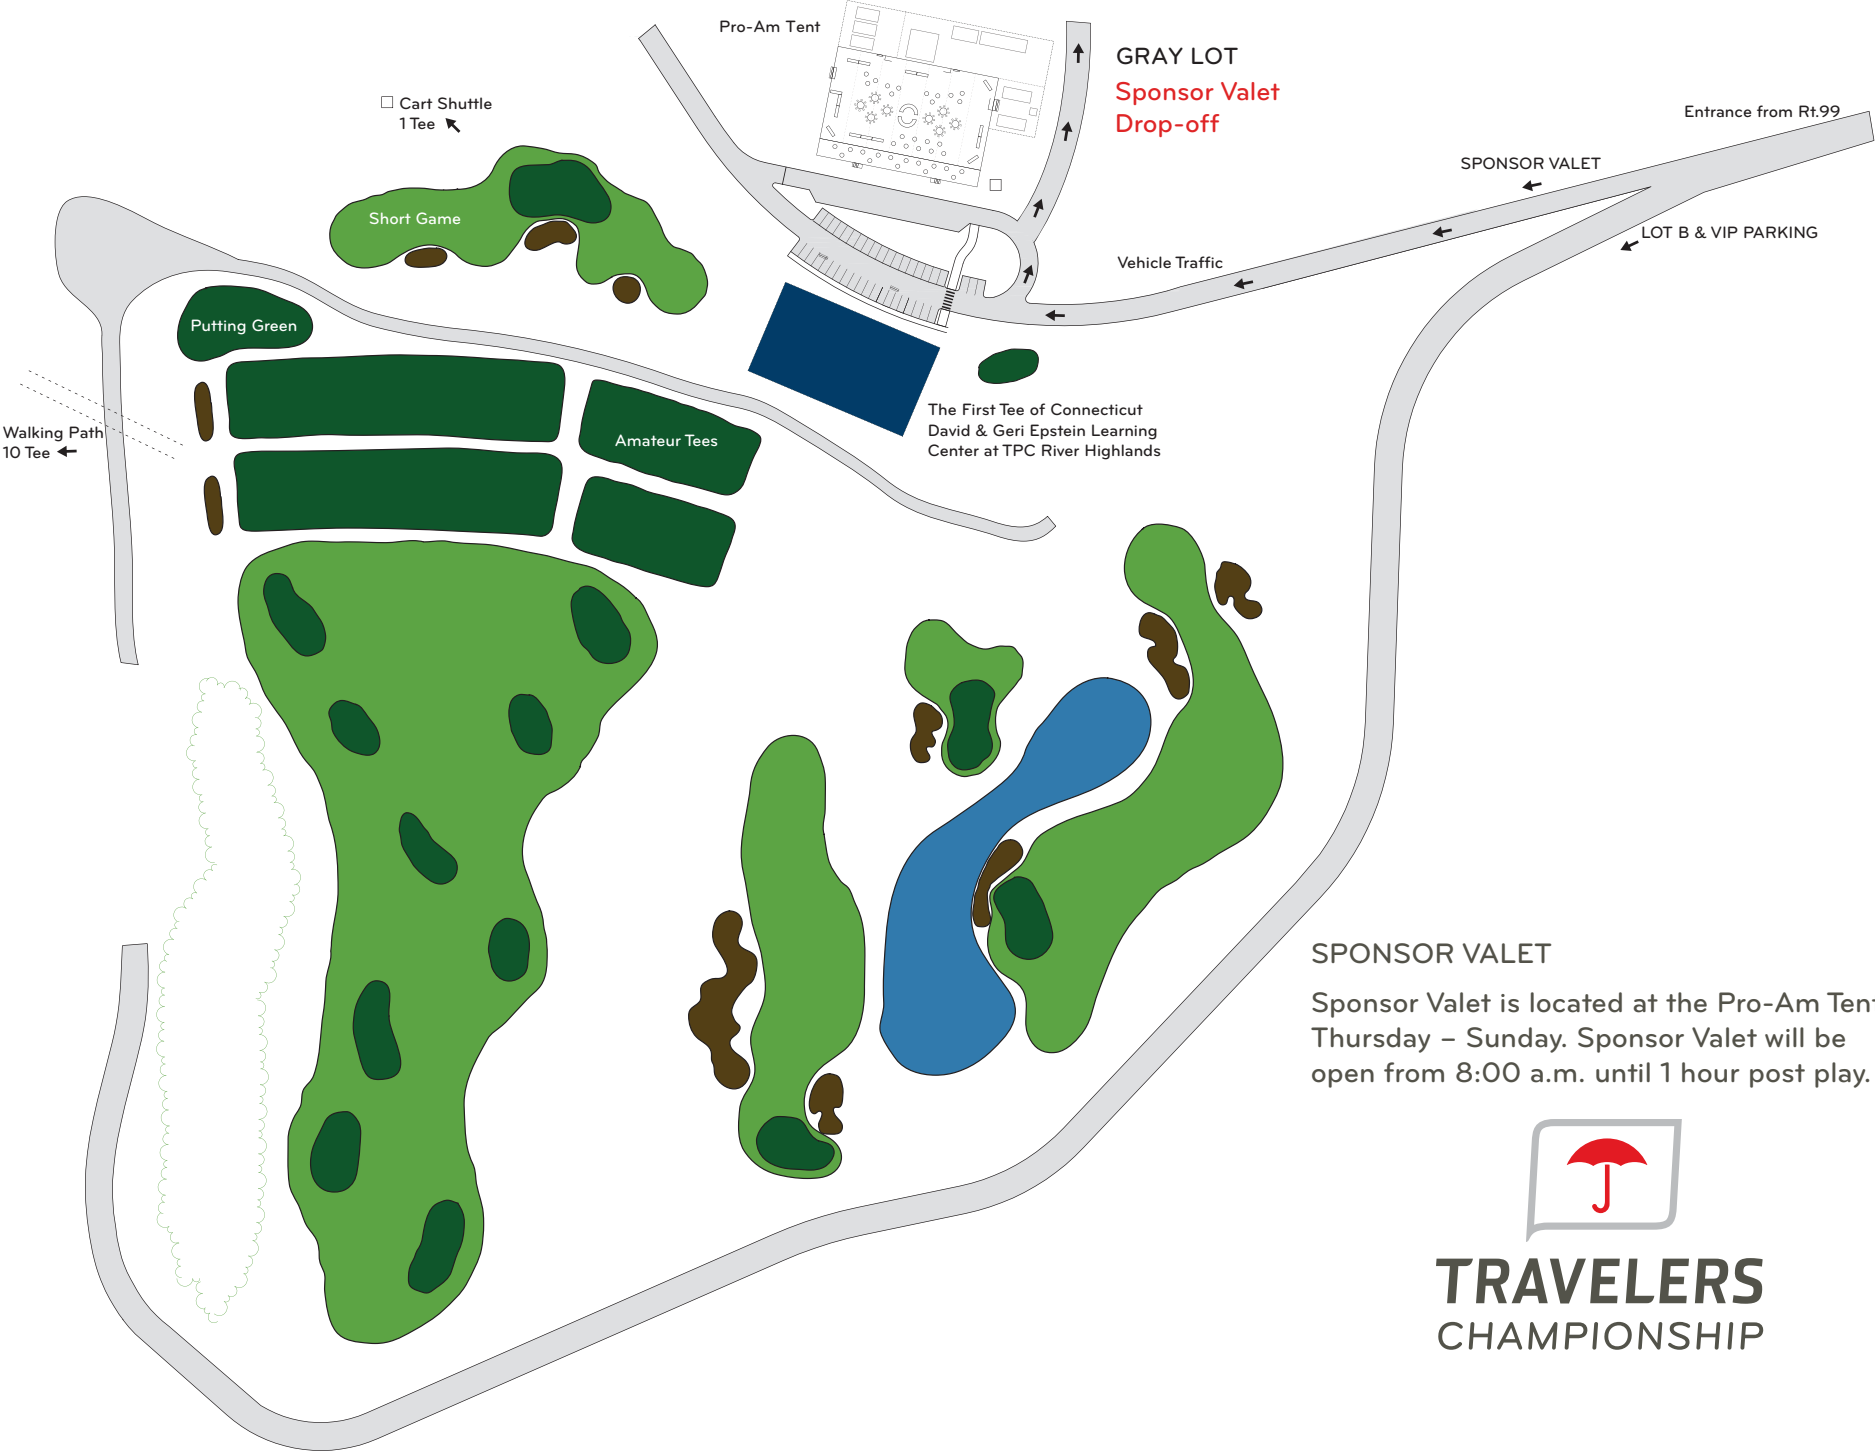 Pro-Am Tent
GRAY LOT
Sponsor Valet
Drop-off
Cart Shuttle
1 Tee
Entrance from Rt.99
SPONSOR VALET
LOT B & VIP PARKING
Short Game
Vehicle Traffic
Putting Green
The First Tee of Connecticut
David & Geri Epstein Learning
Center at TPC River Highlands
Walking Path
10 Tee
Amateur Tees
SPONSOR VALET
Sponsor Valet is located at the Pro-Am Tent
Thursday – Sunday. Sponsor Valet will be
open from 8:00 a.m. until 1 hour post play.
TRAVELERS
CHAMPIONSHIP